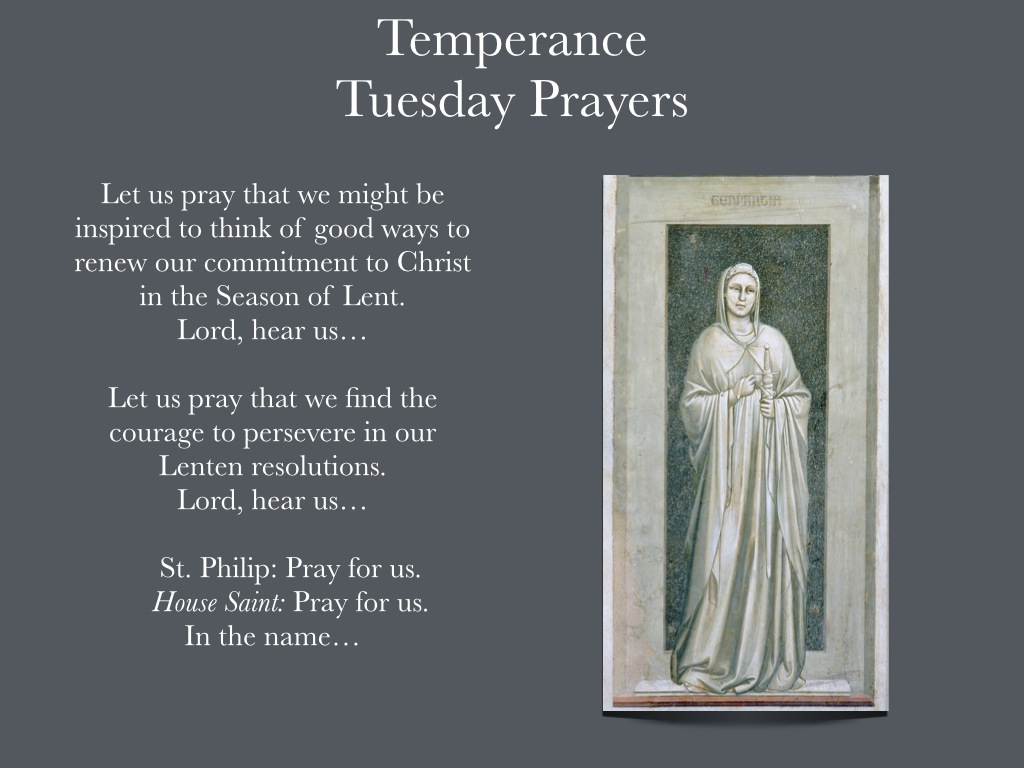 Temperance
Tuesday Prayers
Let us pray that we might be
inspired to think of good ways to
renew our commitment to Christ
in the Season of Lent.
Lord, hear us…
Let us pray that we find the
courage to persevere in our
Lenten resolutions.
Lord, hear us…
St. Philip: Pray for us.
House Saint: Pray for us.
In the name…